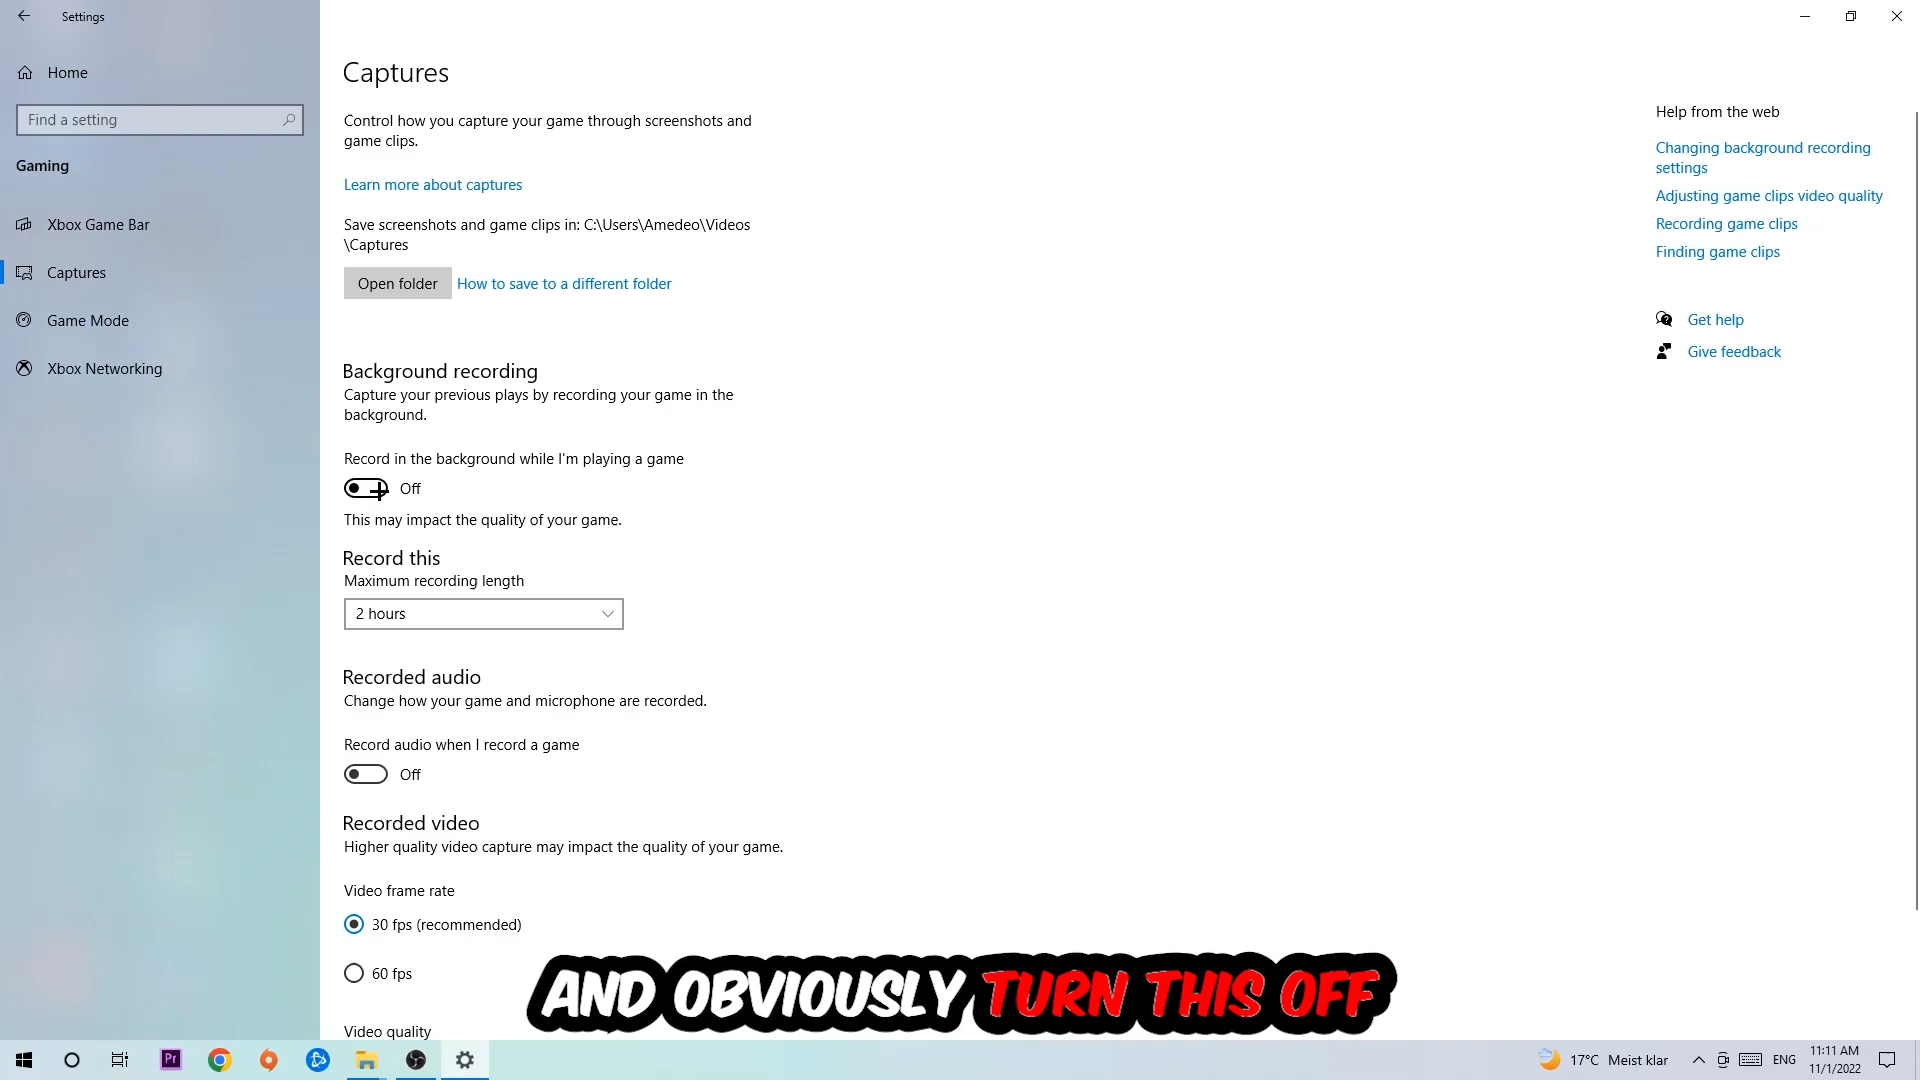 Settings
Home
Find a setting
Gaming
Xbox Game Bar
Captures
Game Mode
Xbox Networking
Captures
Control how you capture your game through screenshots and
game clips.
Learn more about captures
Save screenshots and game clips in: C:\Users\Amedeo\Videos
\Captures
Open folder
How to save to a different folder
Background recording
Capture your previous plays by recording your game in the
background.
Record in the background while I'm playing a game
Off
This may impact the quality of your game.
Record this
Maximum recording length
2 hours
Recorded audio
Change how your game and microphone are recorded.
Record audio when I record a game
Off
Recorded video
Higher quality video capture may impact the quality of your game.
Video frame rate
30 fps (recommended)
60 fps
Video quality
Help from the web
Changing background recording
settings
Adjusting game clips video quality
Recording game clips
Finding game clips
Get help
Give feedback
AND OBVIOUSLY TURN THIS OFF
Pr
17°C Meist klar
ENG
11:11 AM
11/1/2022